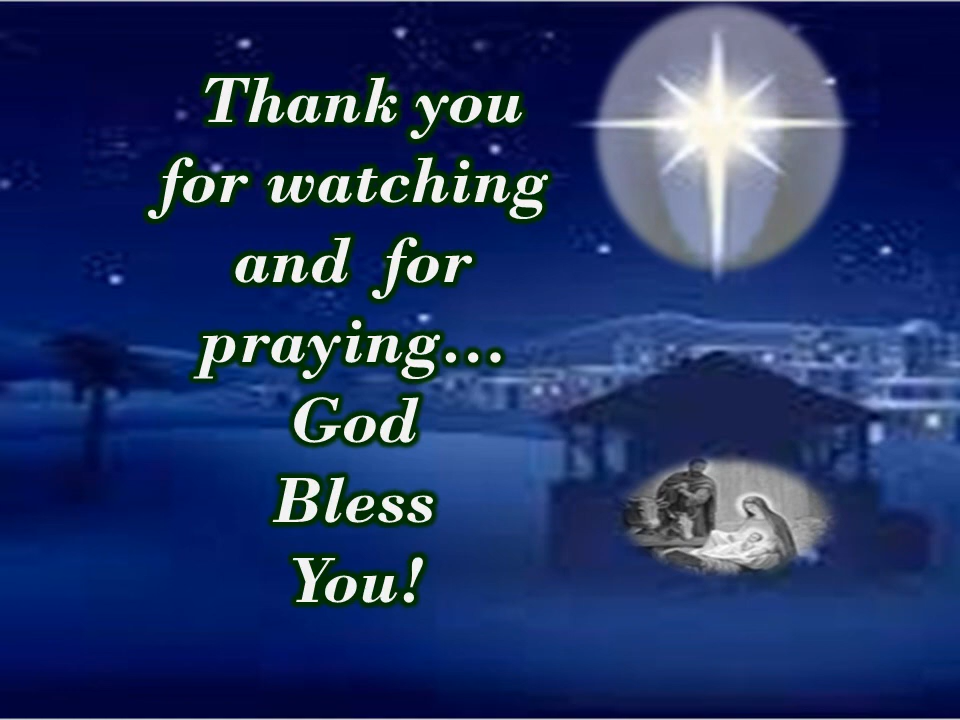 Thank you
for watching
and for
praying...
God
Bless
You!